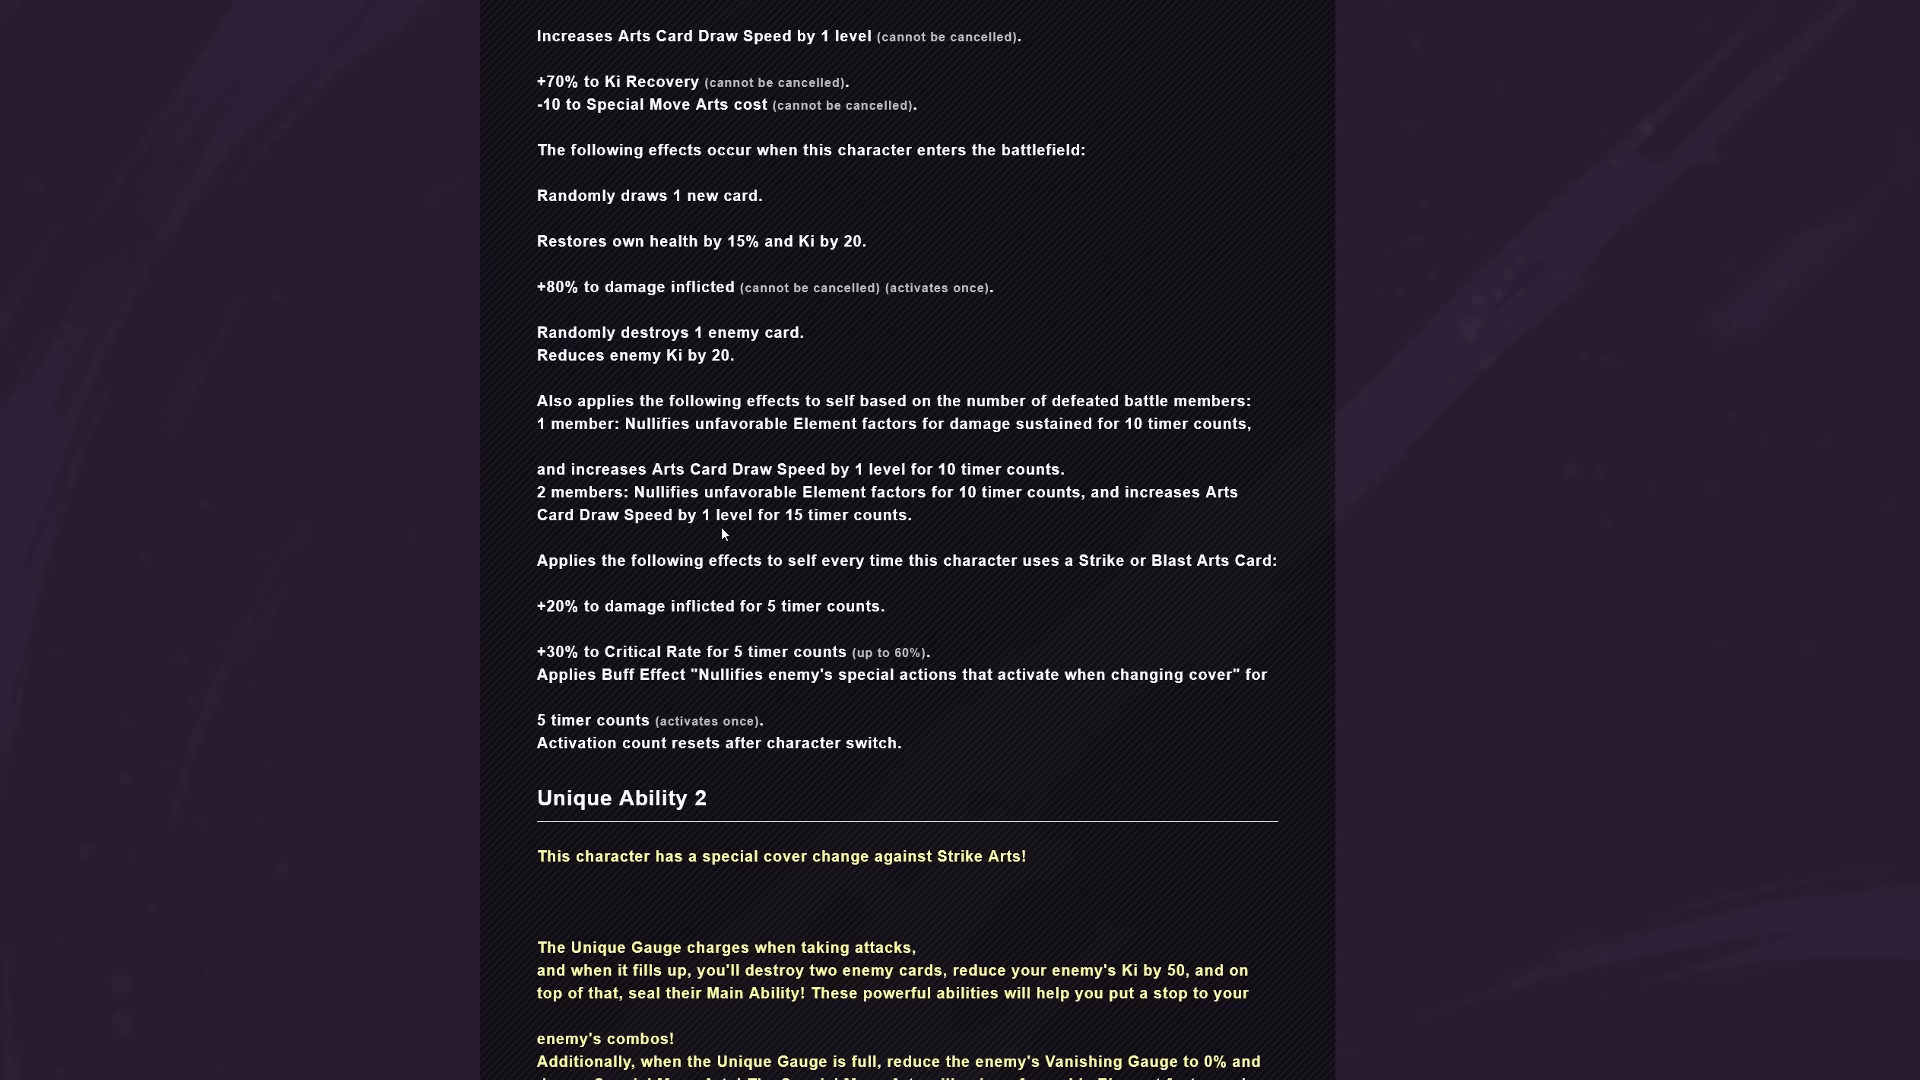 Increases Arts Card Draw Speed by 1 level (cannot be cancelled).
+70% to Ki Recovery (cannot be cancelled).
-10 to Special Move Arts cost (cannot be cancelled).
The following effects occur when this character enters the battlefield:
Randomly draws 1 new card.
Restores own health by 15% and Ki by 20.
+80% to damage inflicted (cannot be cancelled) (activates once).
Randomly destroys 1 enemy card.
Reduces enemy Ki by 20.
Also applies the following effects to self based on the number of defeated battle members:
1 member: Nullifies unfavorable Element factors for damage sustained for 10 timer counts,
and increases Arts Card Draw Speed by 1 level for 10 timer counts.
2 members: Nullifies unfavorable Element factors for 10 timer counts, and increases Arts
Card Draw Speed by 1 level for 15 timer counts.
Applies the following effects to self every time this character uses a Strike or Blast Arts Card:
+20% to damage inflicted for 5 timer counts.
+30% to Critical Rate for 5 timer counts (up to 60%).
Applies Buff Effect "Nullifies enemy's special actions that activate when changing cover" for
5 timer counts (activates once).
Activation count resets after character switch.
Unique Ability 2
This character has a special cover change against Strike Arts!
The Unique Gauge charges when taking attacks,
and when it fills up, you'll destroy two enemy cards, reduce your enemy's Ki by 50, and on
top of that, seal their Main Ability! These powerful abilities will help you put a stop to your
enemy's combos!
Additionally, when the Unique Gauge is full, reduce the enemy's Vanishing Gauge to 0% and